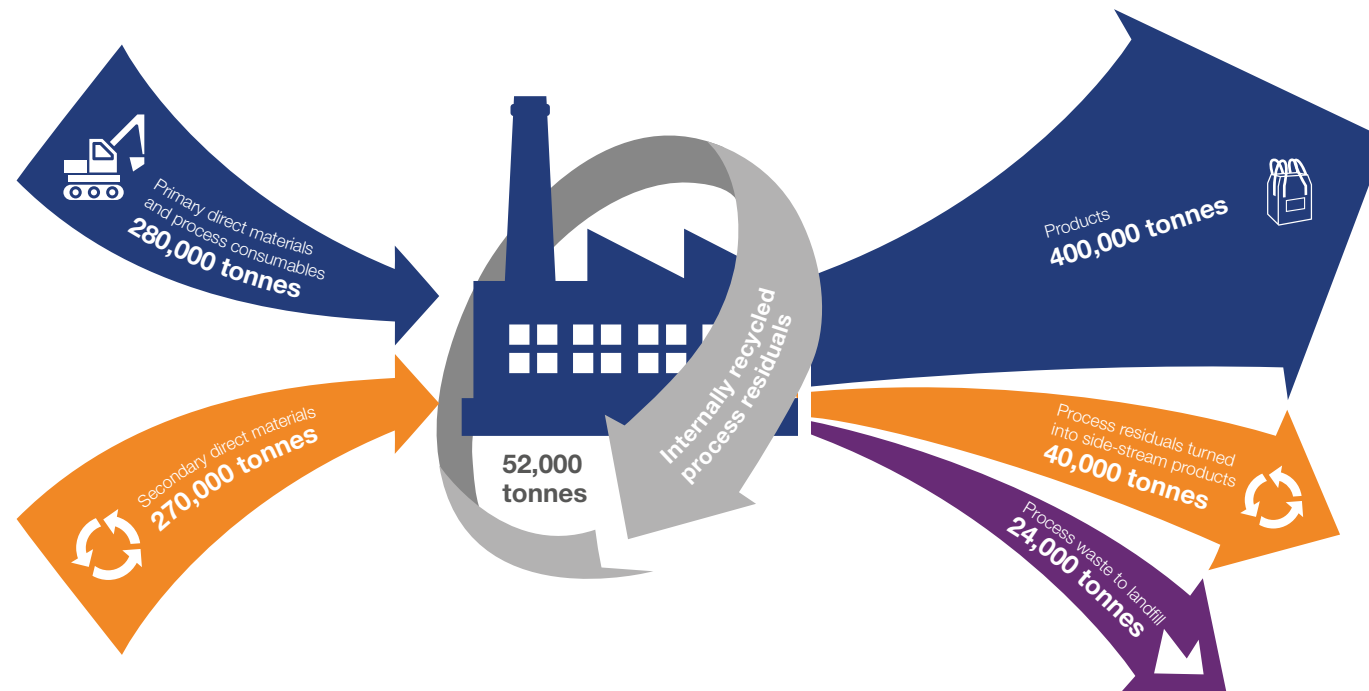 Primary direct materials
and process consumables
280,000 tonnes
Secondary direct materials
270,000 tonnes
Internally recycled
process residuals
52,000
tonnes
Products
400,000 tonnes
Process residuals turned
into side-stream products
40,000 tonnes
Process waste to landfill
24,000 tonnes